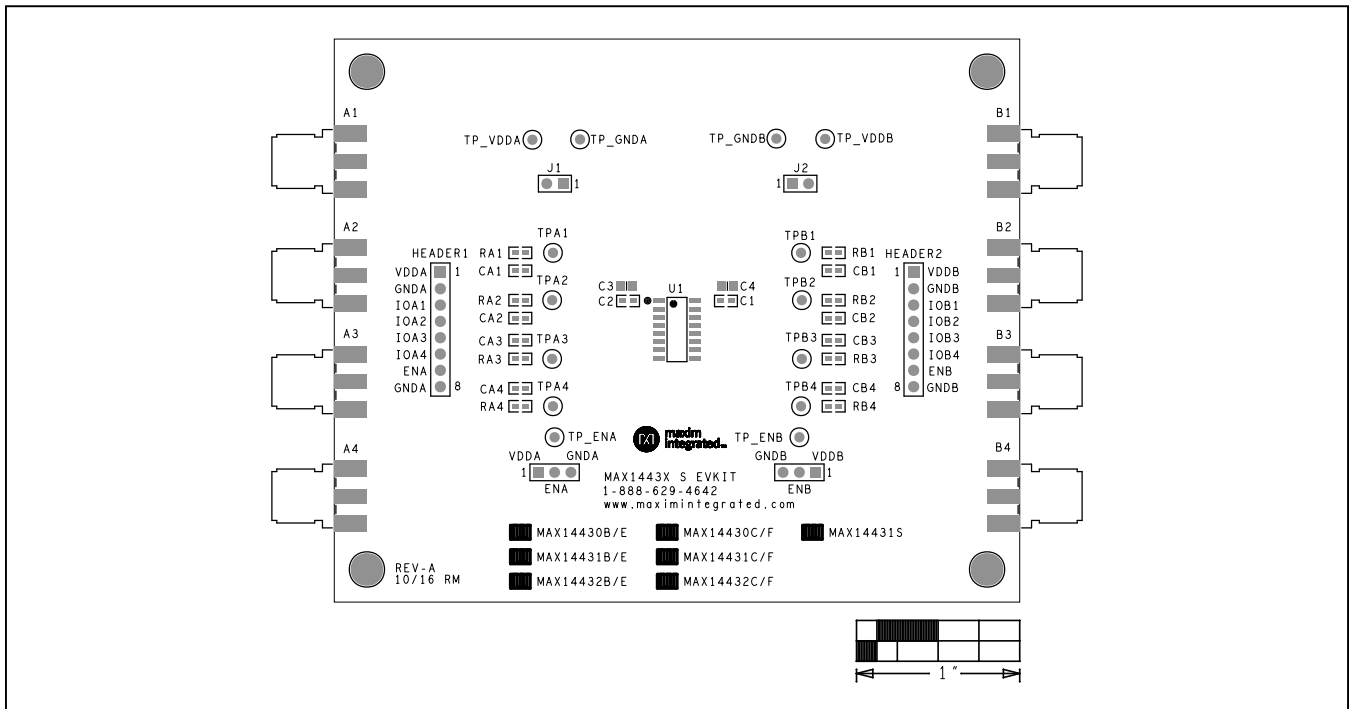 A1
B1
TP_VDDA
TP_GNDA
TP_GNDB
TP_VDDB
J1
1
J2
1
A2
B2
HEADER1
VDDA 1
GNDA
IOA1
IOA2
IOA3
IOA4
ENA
GNDA 8
RA1
CA1
RA2
CA2
CA3
RA3
CA4
RA4
TPA1
TPA2
TPA3
TPA4
C3
C2
U1
C4
C1
TPB1
TPB2
TPB3
TPB4
RB1
CB1
RB2
CB2
CB3
RB3
CB4
RB4
HEADER2
1 VDDB
GNDB
IOB1
IOB2
IOB3
IOB4
ENB
8 GNDB
A3
B3
A4
B4
TP_ENA
maxim
integrated™
TP_ENB
VDDA GNDA
1
ENA
GNDB VDDB
1
ENB
MAX1443X S EVKIT
1-888-629-4642
www.maximintegrated.com
MAX14430B/E
MAX14430C/F
MAX14431S
MAX14431B/E
MAX14431C/F
MAX14432B/E
MAX14432C/F
REV-A
10/16 RM
1"